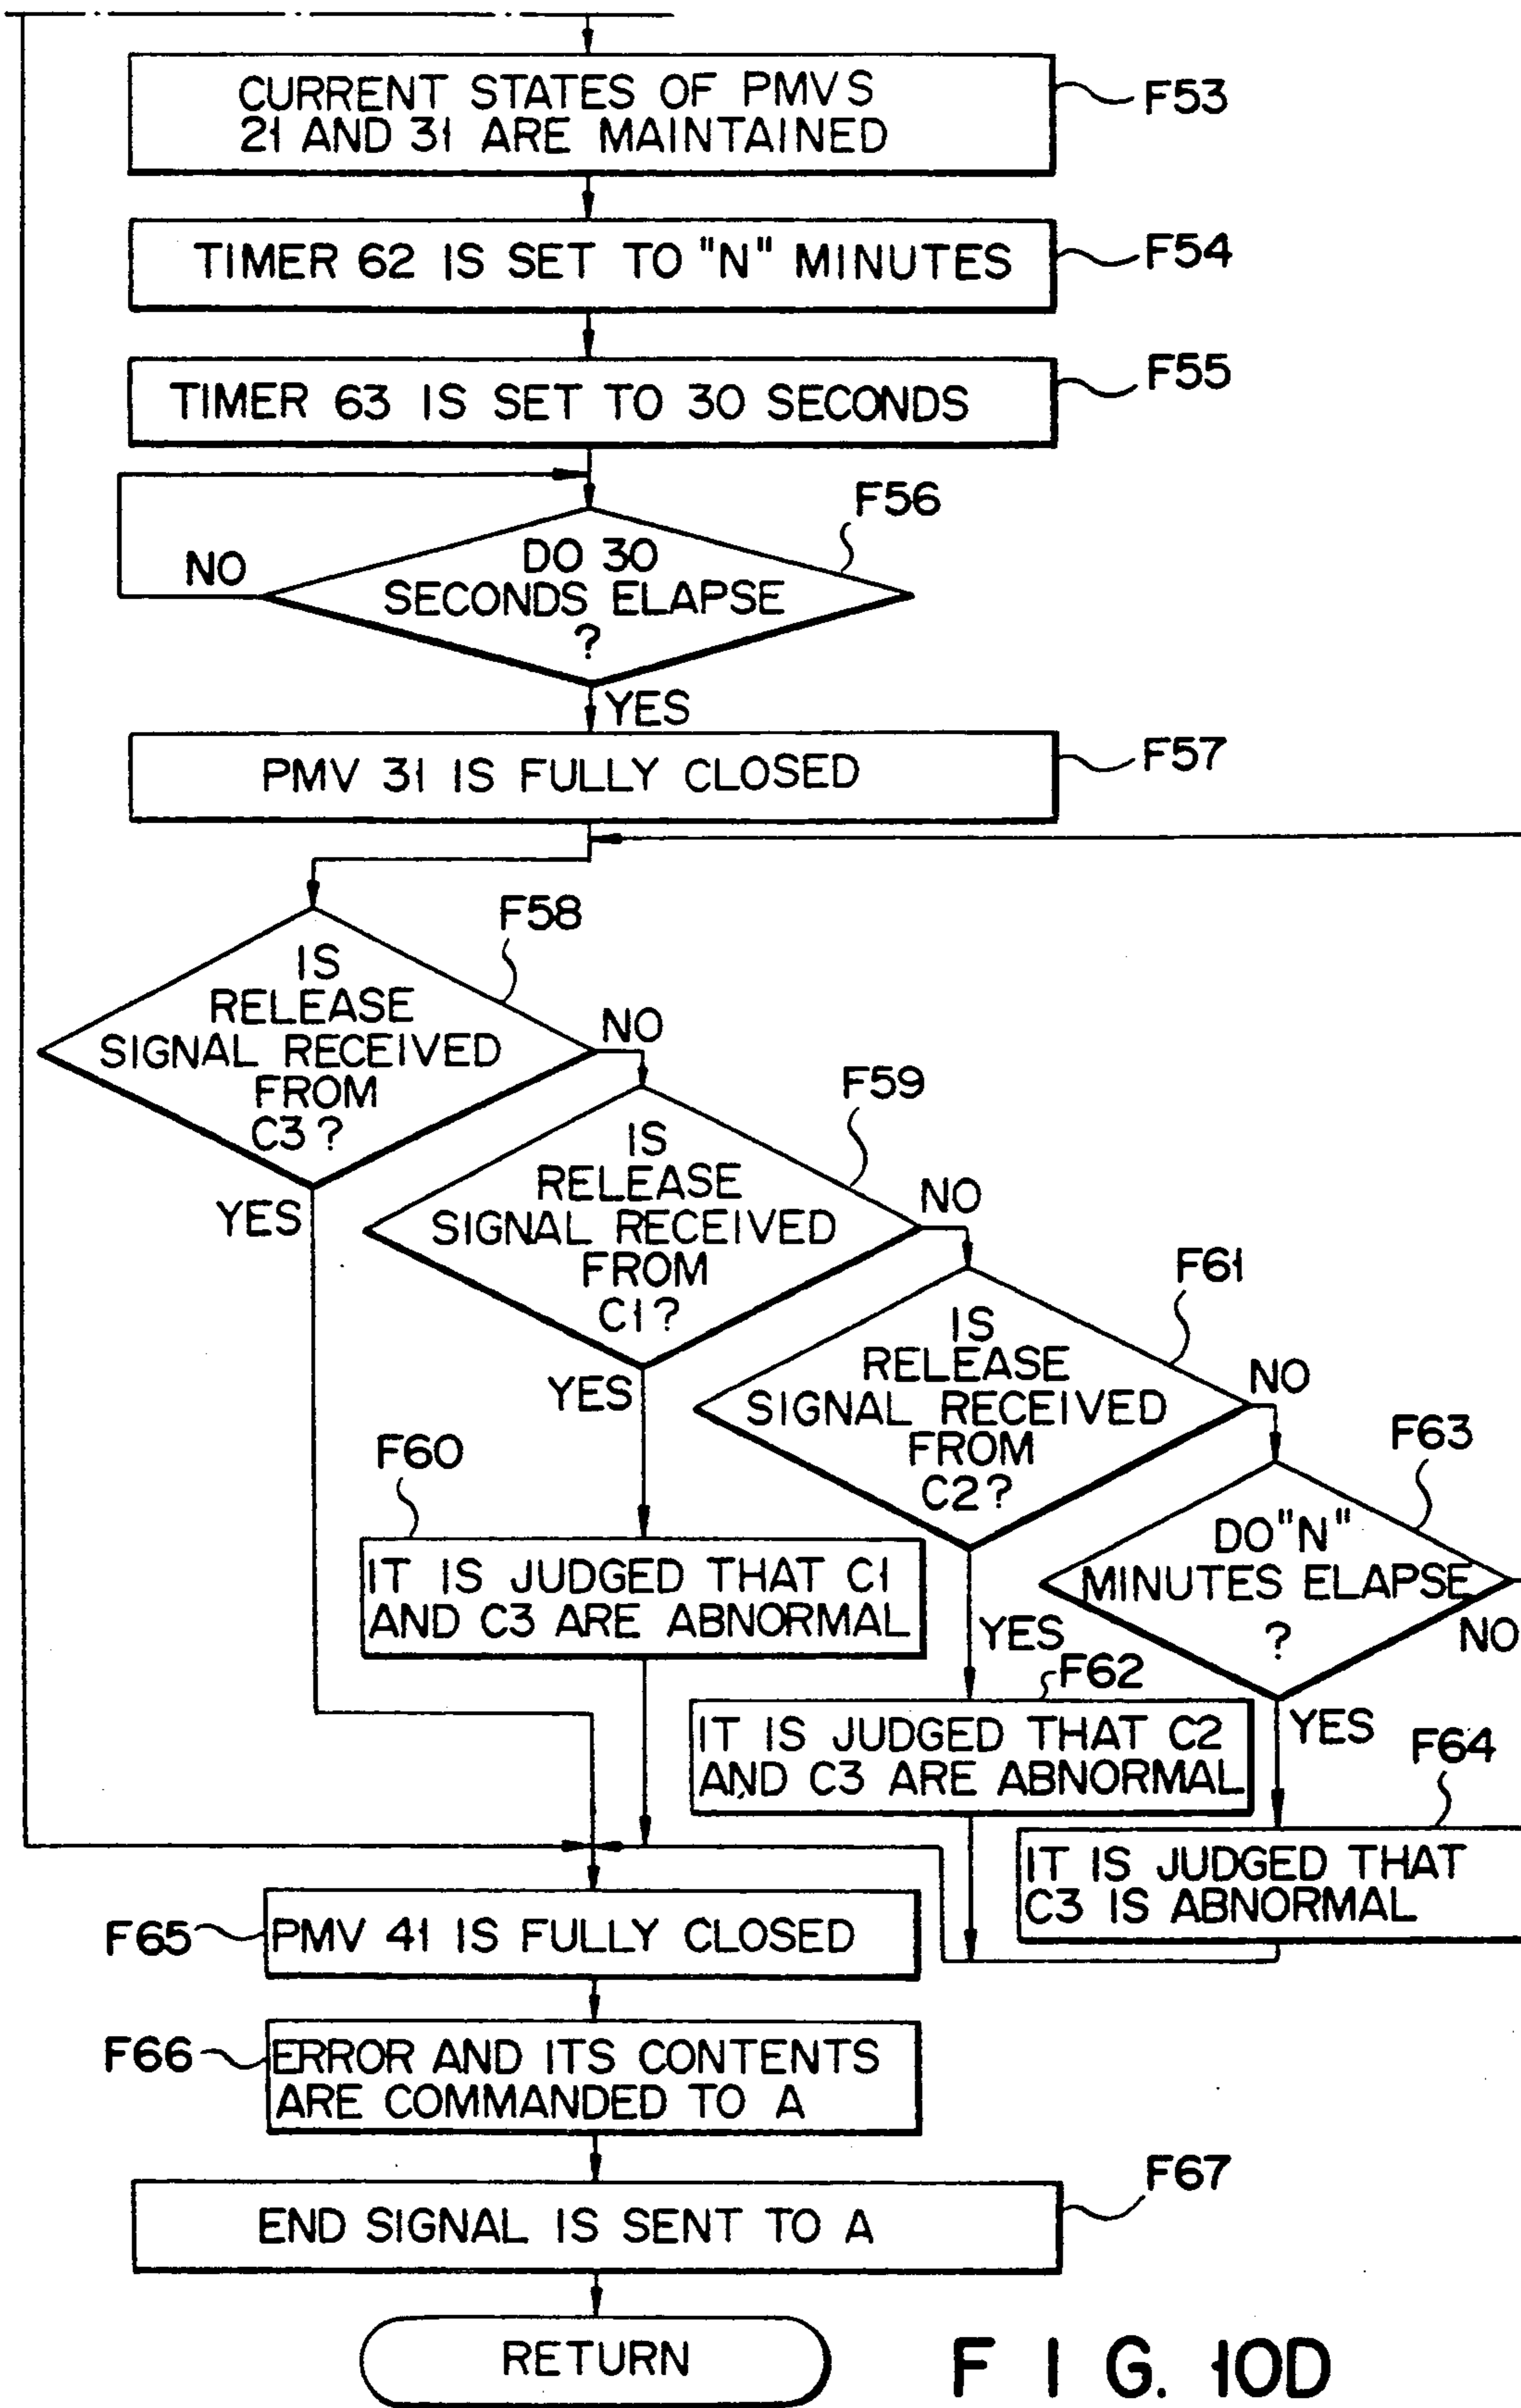 CURRENT STATES OF PMVS
21 AND 31 ARE MAINTAINED
F53
TIMER 62 IS SET TO "N" MINUTES
F54
TIMER 63 IS SET TO 30 SECONDS
F55
F56
DO 30
SECONDS ELAPSE
?
NO
YES
PMV 31 IS FULLY CLOSED
F57
F58
IS
RELEASE
SIGNAL RECEIVED
FROM
C3?
NO
YES
F59
IS
RELEASE
SIGNAL RECEIVED
FROM
C1?
NO
YES
F60
IT IS JUDGED THAT C1
AND C3 ARE ABNORMAL
F61
IS
RELEASE
SIGNAL RECEIVED
FROM
C2?
NO
YES
F62
IT IS JUDGED THAT C2
AND C3 ARE ABNORMAL
F63
DO "N"
MINUTES ELAPSE
?
NO
YES
F64
IT IS JUDGED THAT
C3 IS ABNORMAL
F65
PMV 41 IS FULLY CLOSED
F66
ERROR AND ITS CONTENTS
ARE COMMANDED TO A
F67
END SIGNAL IS SENT TO A
RETURN
FIG. 10D